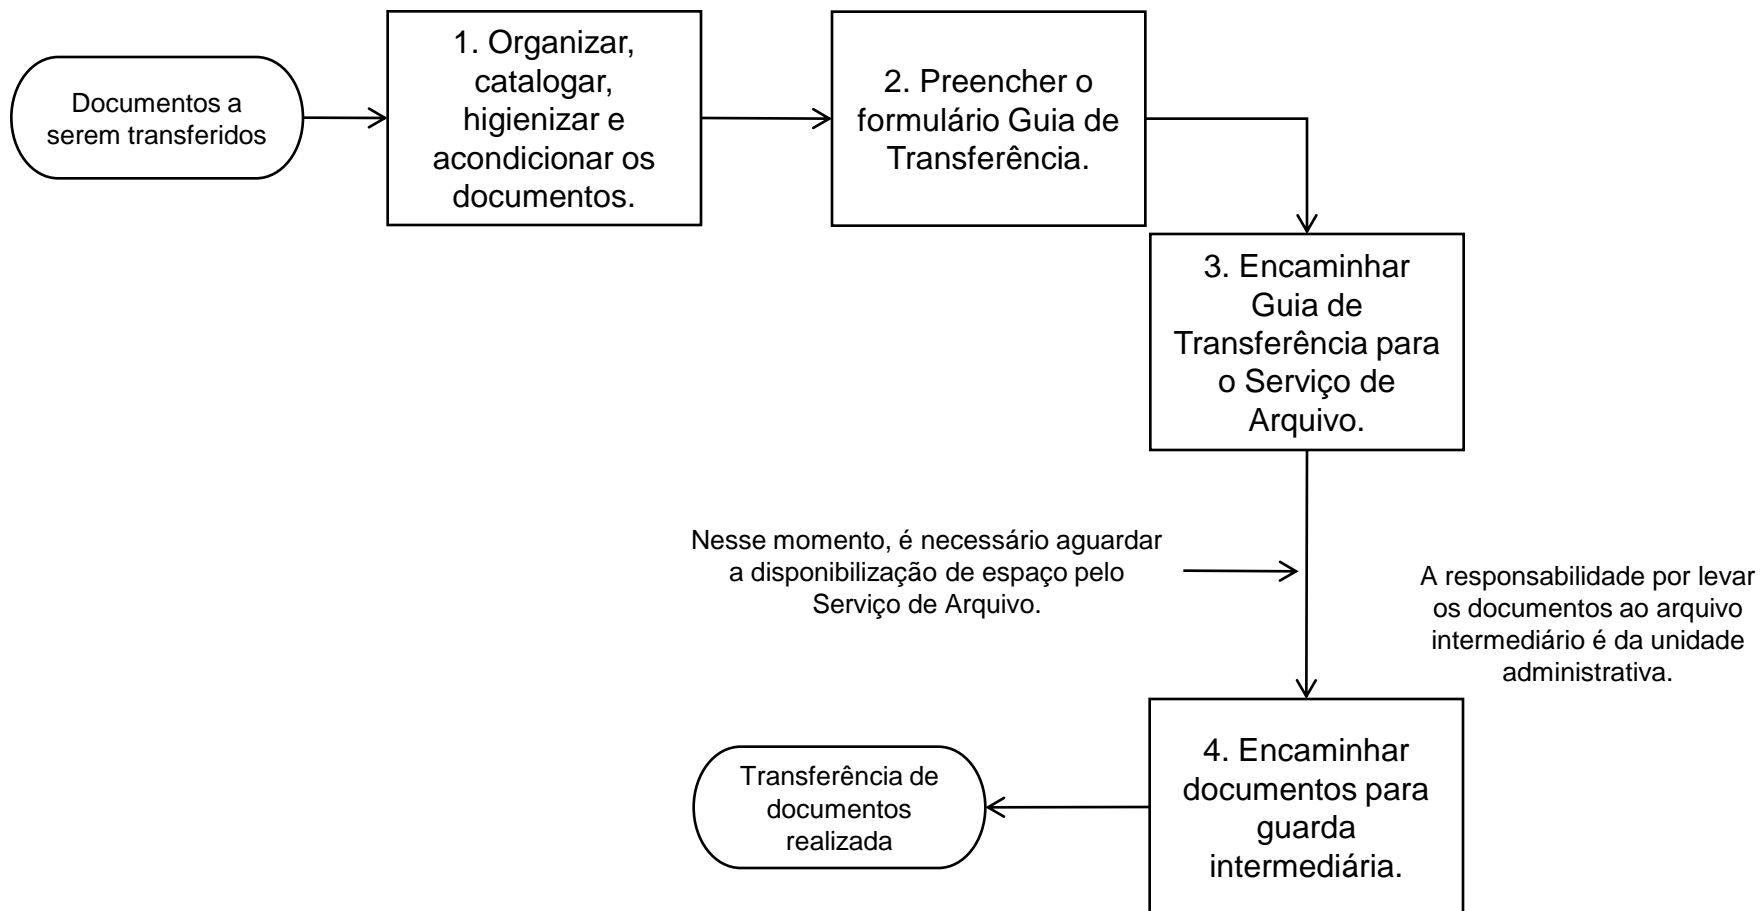 Documentos a
serem transferidos
1. Organizar,
catalogar,
higienizar e
acondicionar os
documentos.
2. Preencher o
formulário Guia de
Transferência.
3. Encaminhar
Guia de
Transferência para
o Serviço de
Arquivo.
Nesse momento, é necessário aguardar
a disponibilização de espaço pelo
Serviço de Arquivo.
A responsabilidade por levar
os documentos ao arquivo
intermediário é da unidade
administrativa.
4. Encaminhar
documentos para
guarda
intermediária.
Transferência de
documentos
realizada